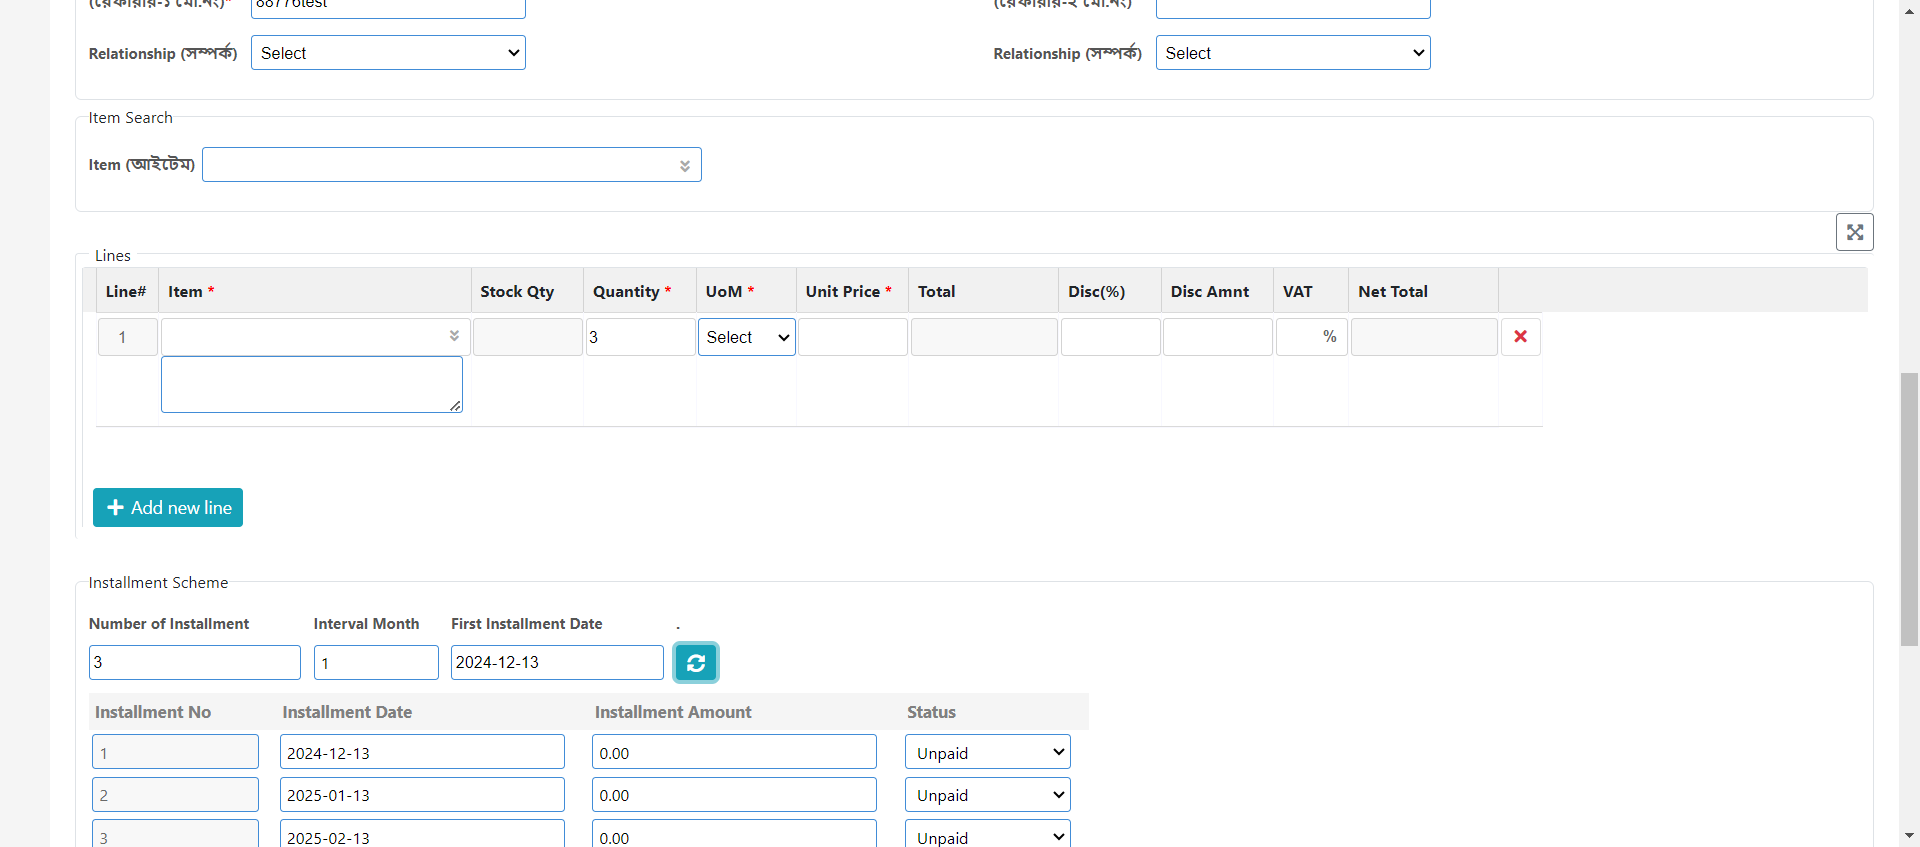 (রেফারার-১ মো.নং)* 88776test (রেফারার-২ মো.নং)
Relationship (সম্পর্ক) Select Relationship (সম্পর্ক) Select
Item Search
Item (আইটেম)
Lines
Line# Item * Stock Qty Quantity * UoM * Unit Price * Total Disc(%) Disc Amnt VAT Net Total
1 3 Select %
Add new line
Installment Scheme
Number of Installment Interval Month First Installment Date .
3 1 2024-12-13
Installment No Installment Date Installment Amount Status
1 2024-12-13 0.00 Unpaid
2 2025-01-13 0.00 Unpaid
3 2025-02-13 0.00 Unpaid